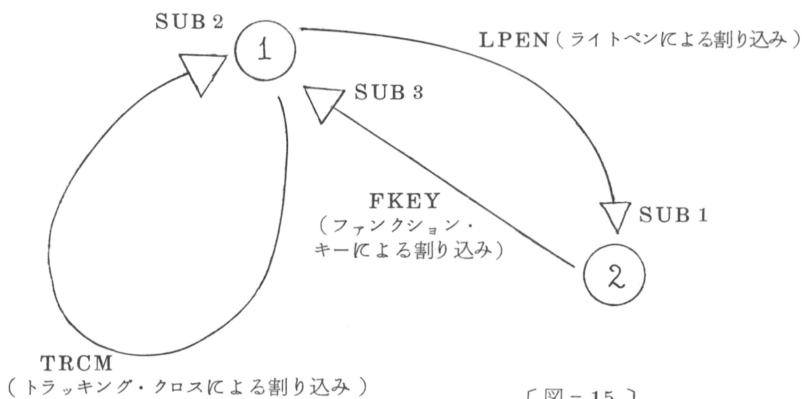 SUB 2
1
LPEN ( ライトペンによる割り込み )
SUB 3
FKEY
( ファンクション・
キーによる割り込み )
SUB 1
2
TRCM
( トラッキング・クロスによる割り込み )
〔 図 - 15 〕